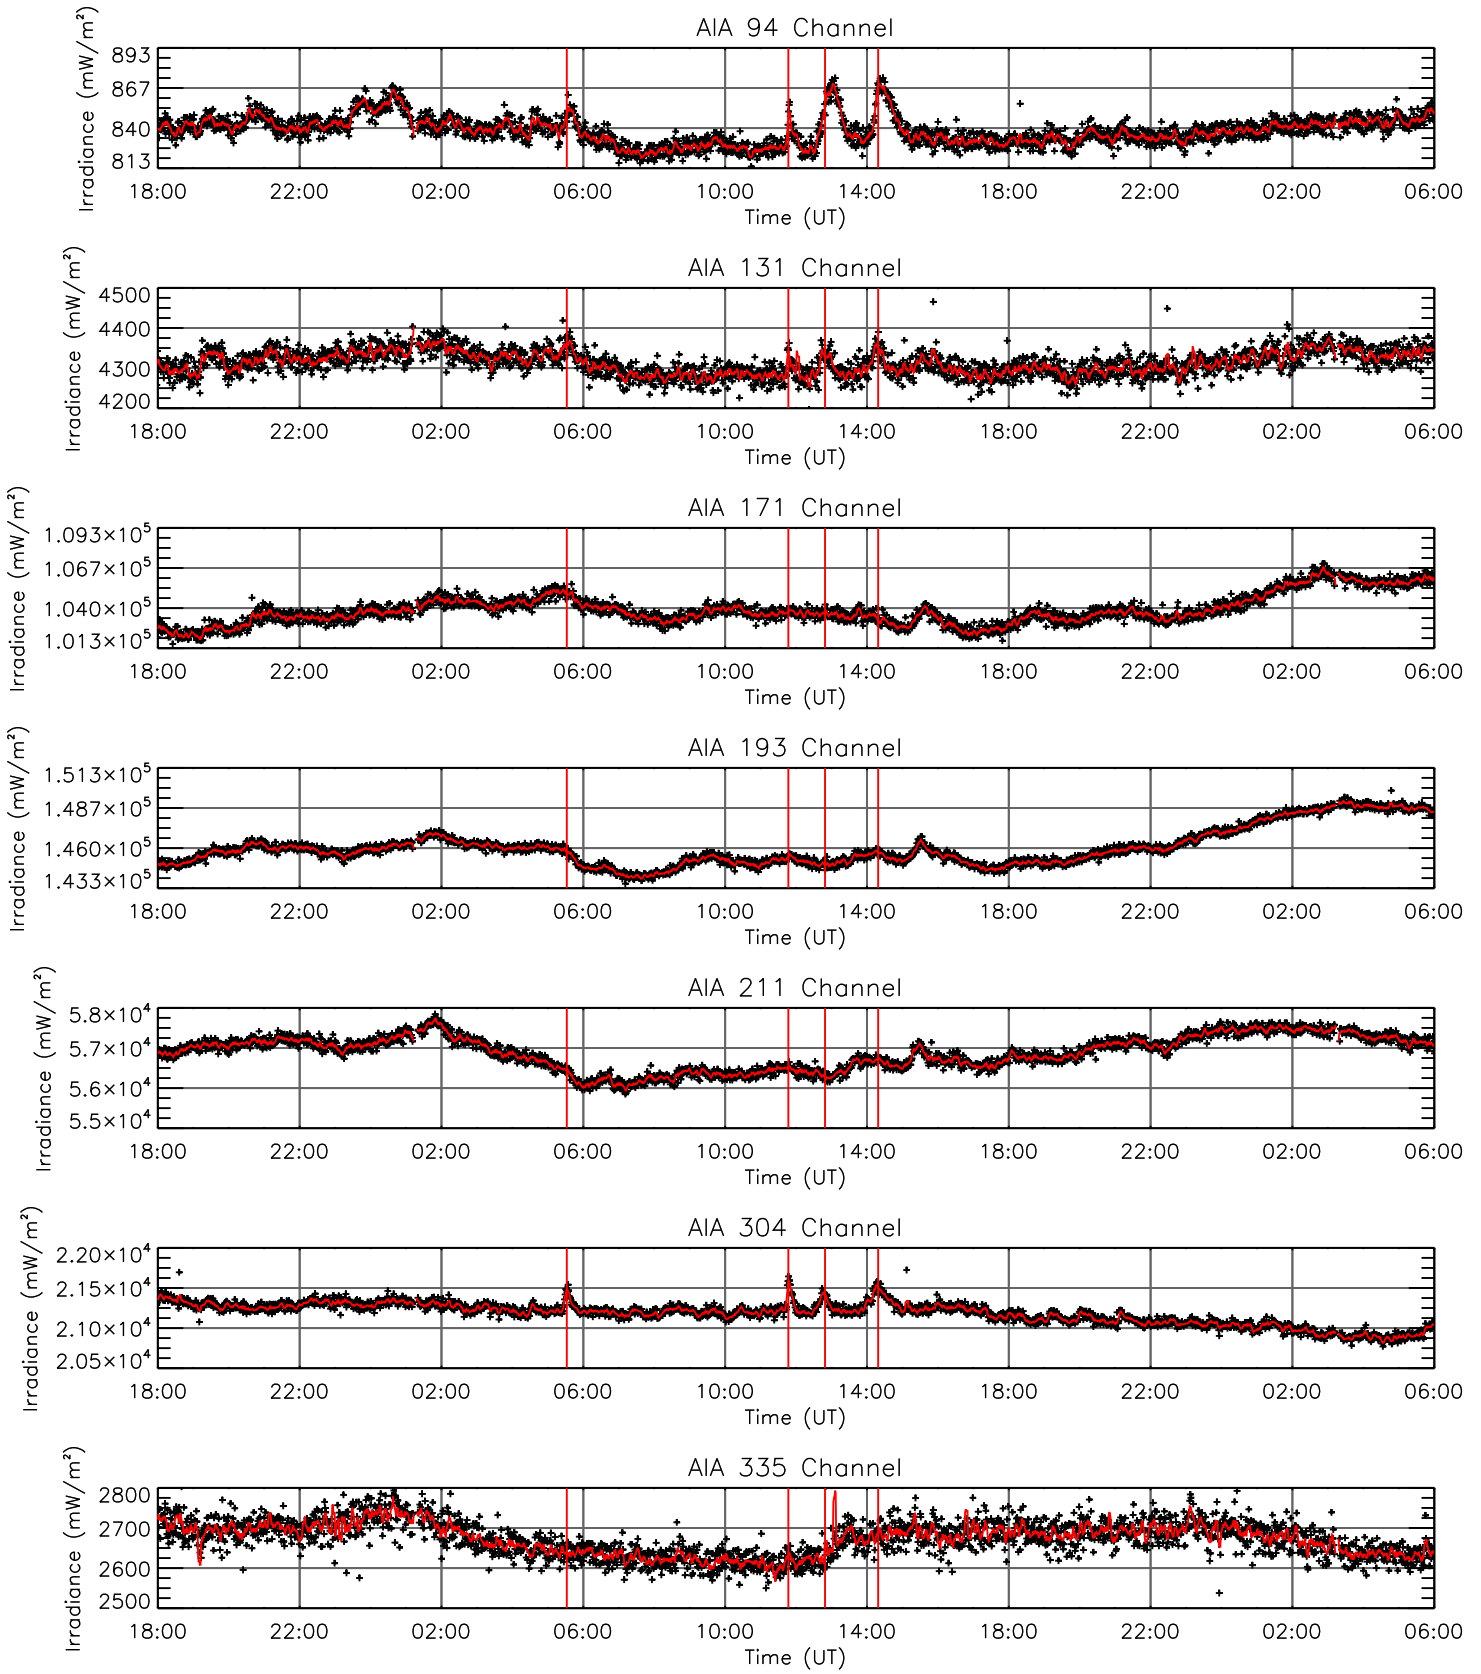 AIA 94 Channel
Irradiance (mW/m²)
893
867
840
813
18:00 22:00 02:00 06:00 10:00 14:00 18:00 22:00 02:00 06:00
Time (UT)
AIA 131 Channel
Irradiance (mW/m²)
4500
4400
4300
4200
18:00 22:00 02:00 06:00 10:00 14:00 18:00 22:00 02:00 06:00
Time (UT)
AIA 171 Channel
Irradiance (mW/m²)
1.093×10⁵
1.067×10⁵
1.040×10⁵
1.013×10⁵
18:00 22:00 02:00 06:00 10:00 14:00 18:00 22:00 02:00 06:00
Time (UT)
AIA 193 Channel
Irradiance (mW/m²)
1.513×10⁵
1.487×10⁵
1.460×10⁵
1.433×10⁵
18:00 22:00 02:00 06:00 10:00 14:00 18:00 22:00 02:00 06:00
Time (UT)
AIA 211 Channel
Irradiance (mW/m²)
5.8×10⁴
5.7×10⁴
5.6×10⁴
5.5×10⁴
18:00 22:00 02:00 06:00 10:00 14:00 18:00 22:00 02:00 06:00
Time (UT)
AIA 304 Channel
Irradiance (mW/m²)
2.20×10⁴
2.15×10⁴
2.10×10⁴
2.05×10⁴
18:00 22:00 02:00 06:00 10:00 14:00 18:00 22:00 02:00 06:00
Time (UT)
AIA 335 Channel
Irradiance (mW/m²)
2800
2700
2600
2500
18:00 22:00 02:00 06:00 10:00 14:00 18:00 22:00 02:00 06:00
Time (UT)